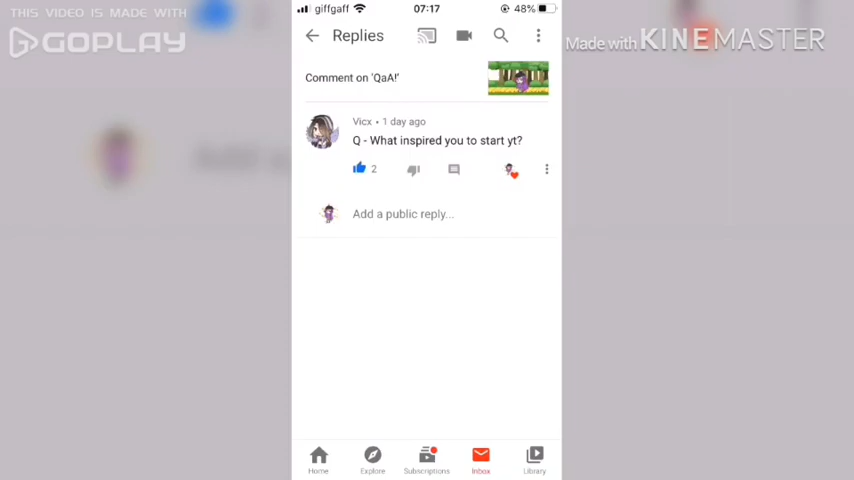 THIS VIDEO IS MADE WITH
GOPLAY
Made with KINEMASTER
giffgaff 07:17 48%
Replies
Comment on 'QaA!'
Vicx • 1 day ago
Q - What inspired you to start yt?
2
Add a public reply...
Home Explore Subscriptions Inbox Library